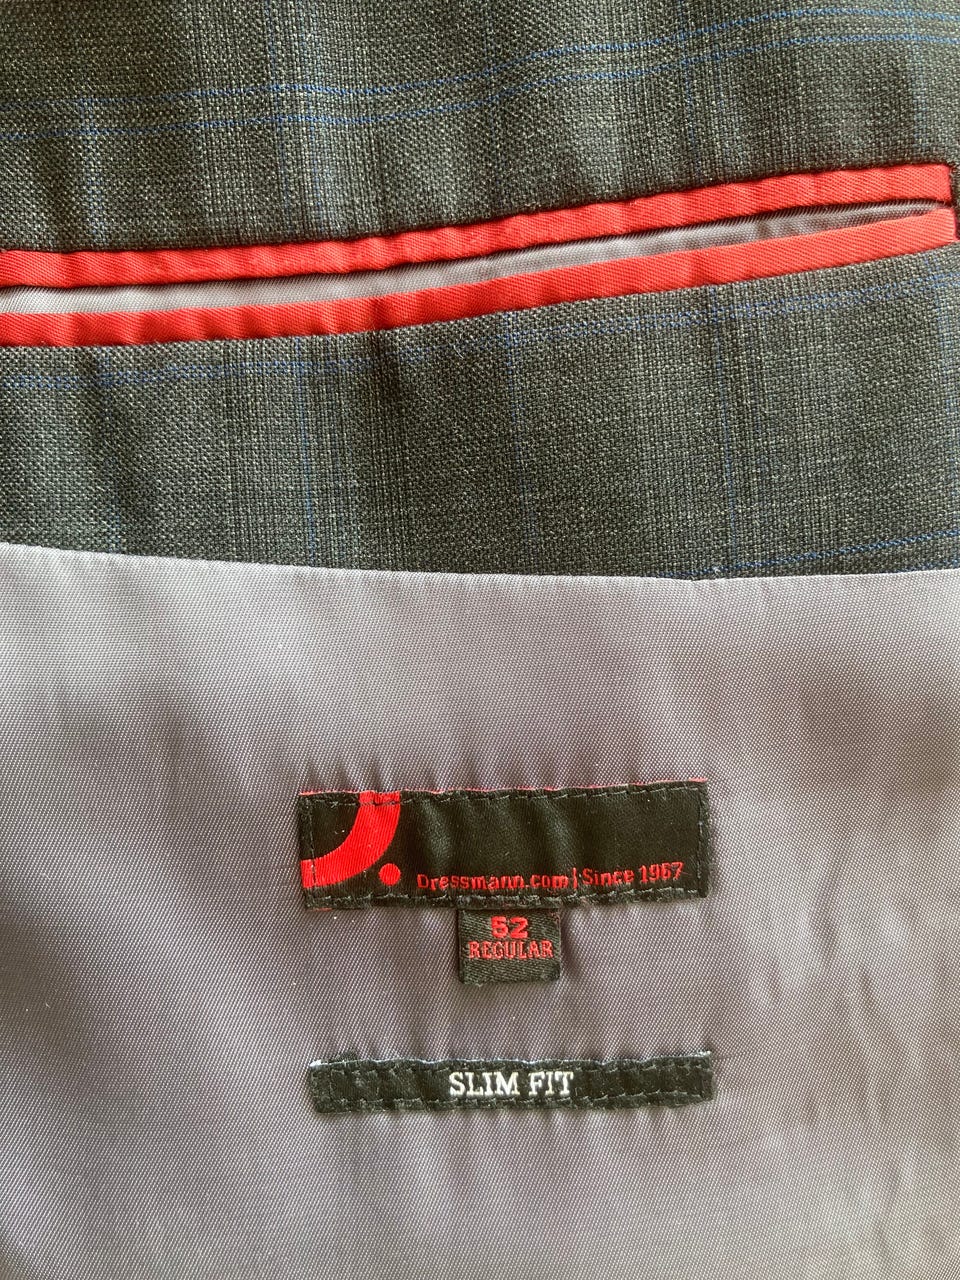 Dressmann.com | Since 1967
52
REGULAR
SLIM FIT